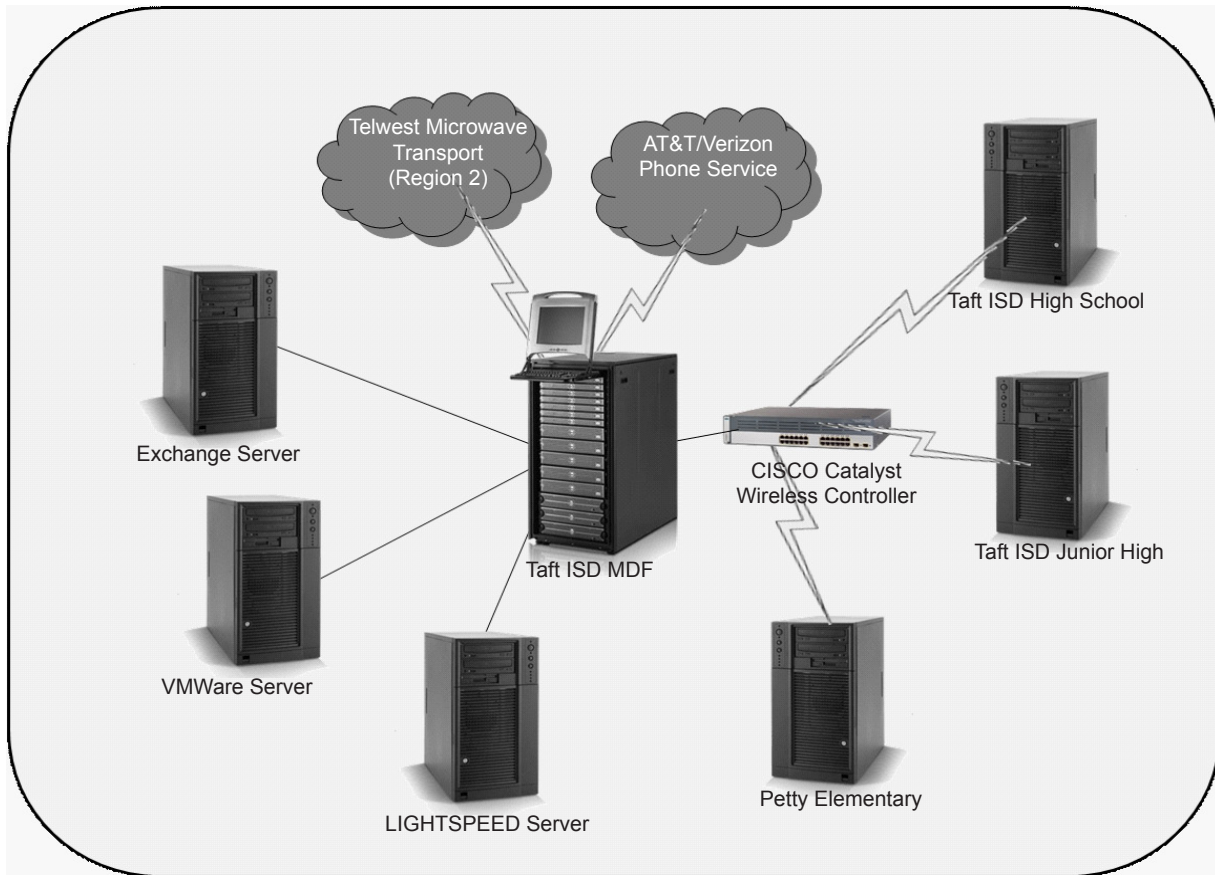 Telwest Microwave
Transport
(Region 2)
AT&T/Verizon
Phone Service
Taft ISD High School
Exchange Server
CISCO Catalyst
Wireless Controller
Taft ISD Junior High
Taft ISD MDF
VMWare Server
Petty Elementary
LIGHTSPEED Server